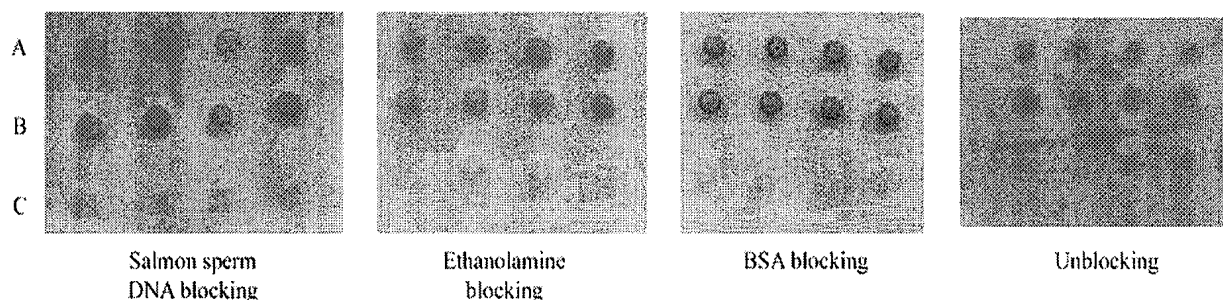 A
B
C
Salmon sperm
DNA blocking
Ethanolamine
blocking
BSA blocking
Unblocking